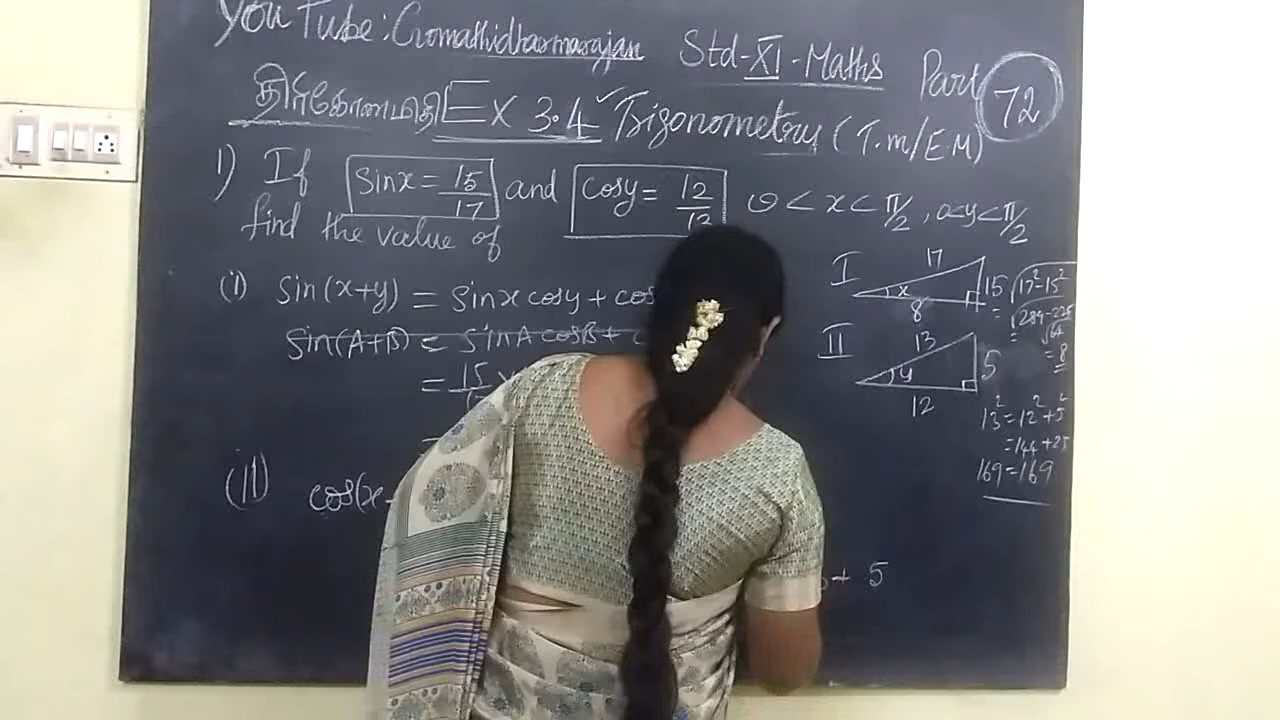 You Tube: Gomathidharmarajan Std-XI-Maths Part 72
திரிகோணமிதி EX 3.4 ✓ Trigonometry (T.M/E.M)
1) If sinx = 15/17 and cosy = 12/13 0 < x < π/2 , 0<y<π/2
find the value of
(i) sin(x+y) = sinx cosy + cos
sin(A+B) = sinA cosB +
= 15
(ii) cos(x-
+ 5
I 17 15 x 8
√17²-15²
= √289-225
= √64
= 8
II 13 5 y 12
13² = 12² + 5²
= 144 + 25
169 = 169